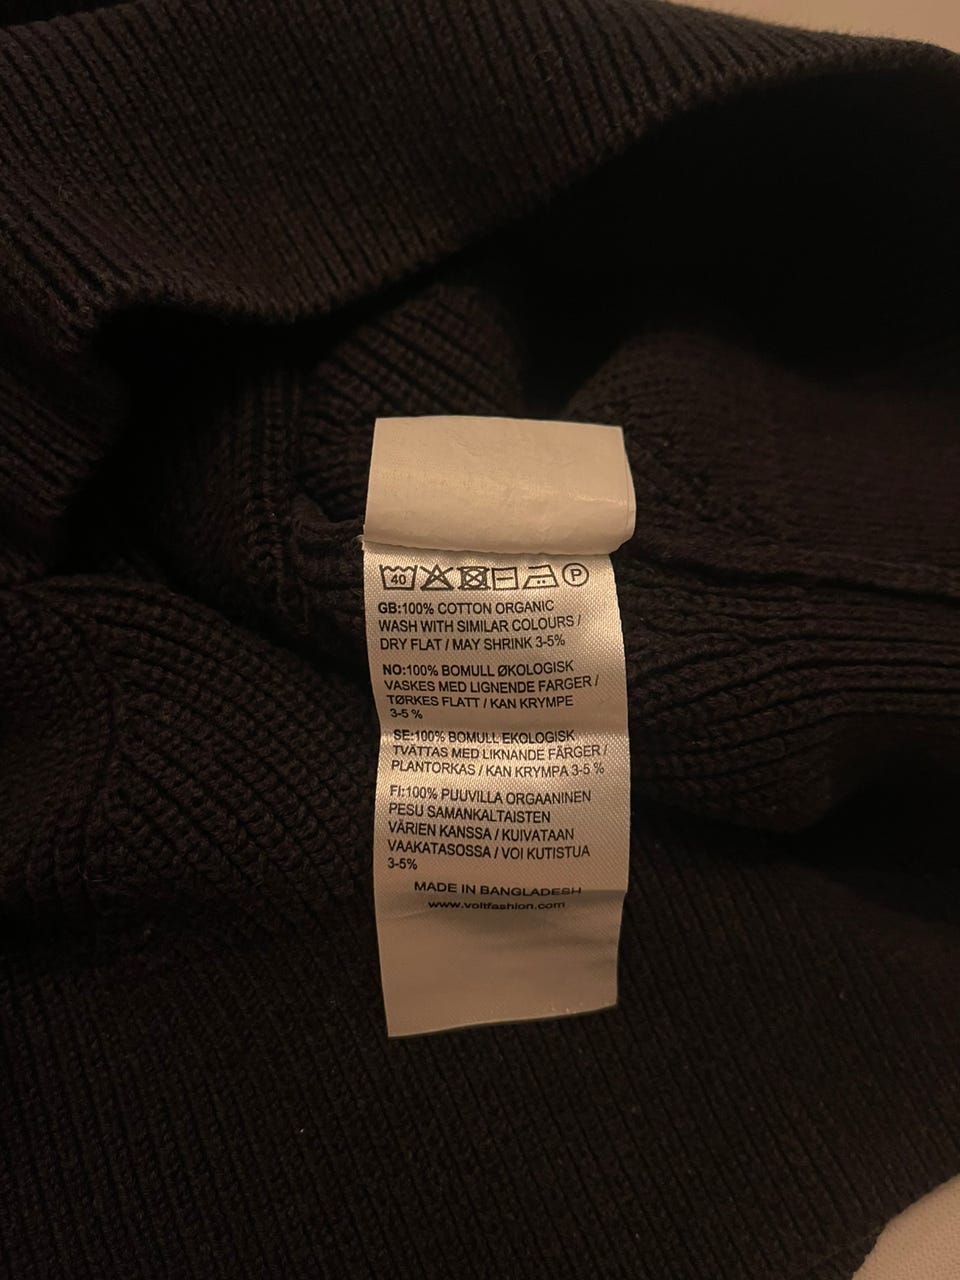 40 P
GB:100% COTTON ORGANIC
WASH WITH SIMILAR COLOURS /
DRY FLAT / MAY SHRINK 3-5%
NO:100% BOMULL ØKOLOGISK
VASKES MED LIGNENDE FARGER /
TØRKES FLATT / KAN KRYMPE
3-5 %
SE:100% BOMULL EKOLOGISK
TVÄTTAS MED LIKNANDE FÄRGER /
PLANTORKAS / KAN KRYMPA 3-5 %
FI:100% PUUVILLA ORGAANINEN
PESU SAMANKALTAISTEN
VÄRIEN KANSSA / KUIVATAAN
VAAKATASOSSA / VOI KUTISTUA
3-5%
MADE IN BANGLADESH
www.voltfashion.com